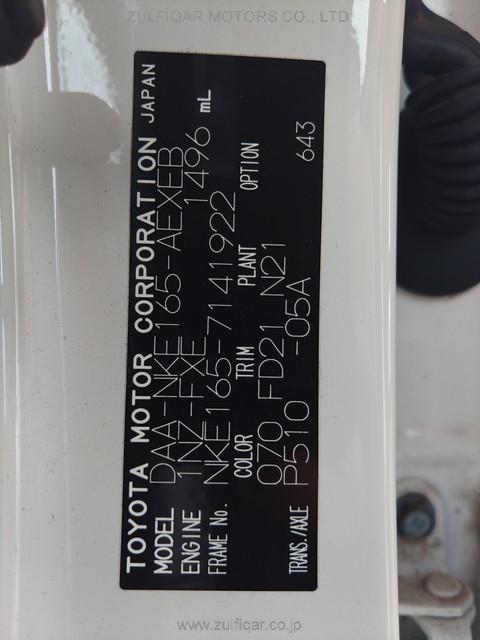 ZULFIQAR MOTORS CO., LTD
TOYOTA MOTOR CORPORATION JAPAN
MODEL DAA-NKE165-AEXEB
ENGINE 1NZ-FXE 1496 mL
FRAME No. NKE165-7141922
COLOR TRIM PLANT OPTION
070 FD21 N21
TRANS./AXLE P510 -05A 643
www.zulfiqar.co.jp